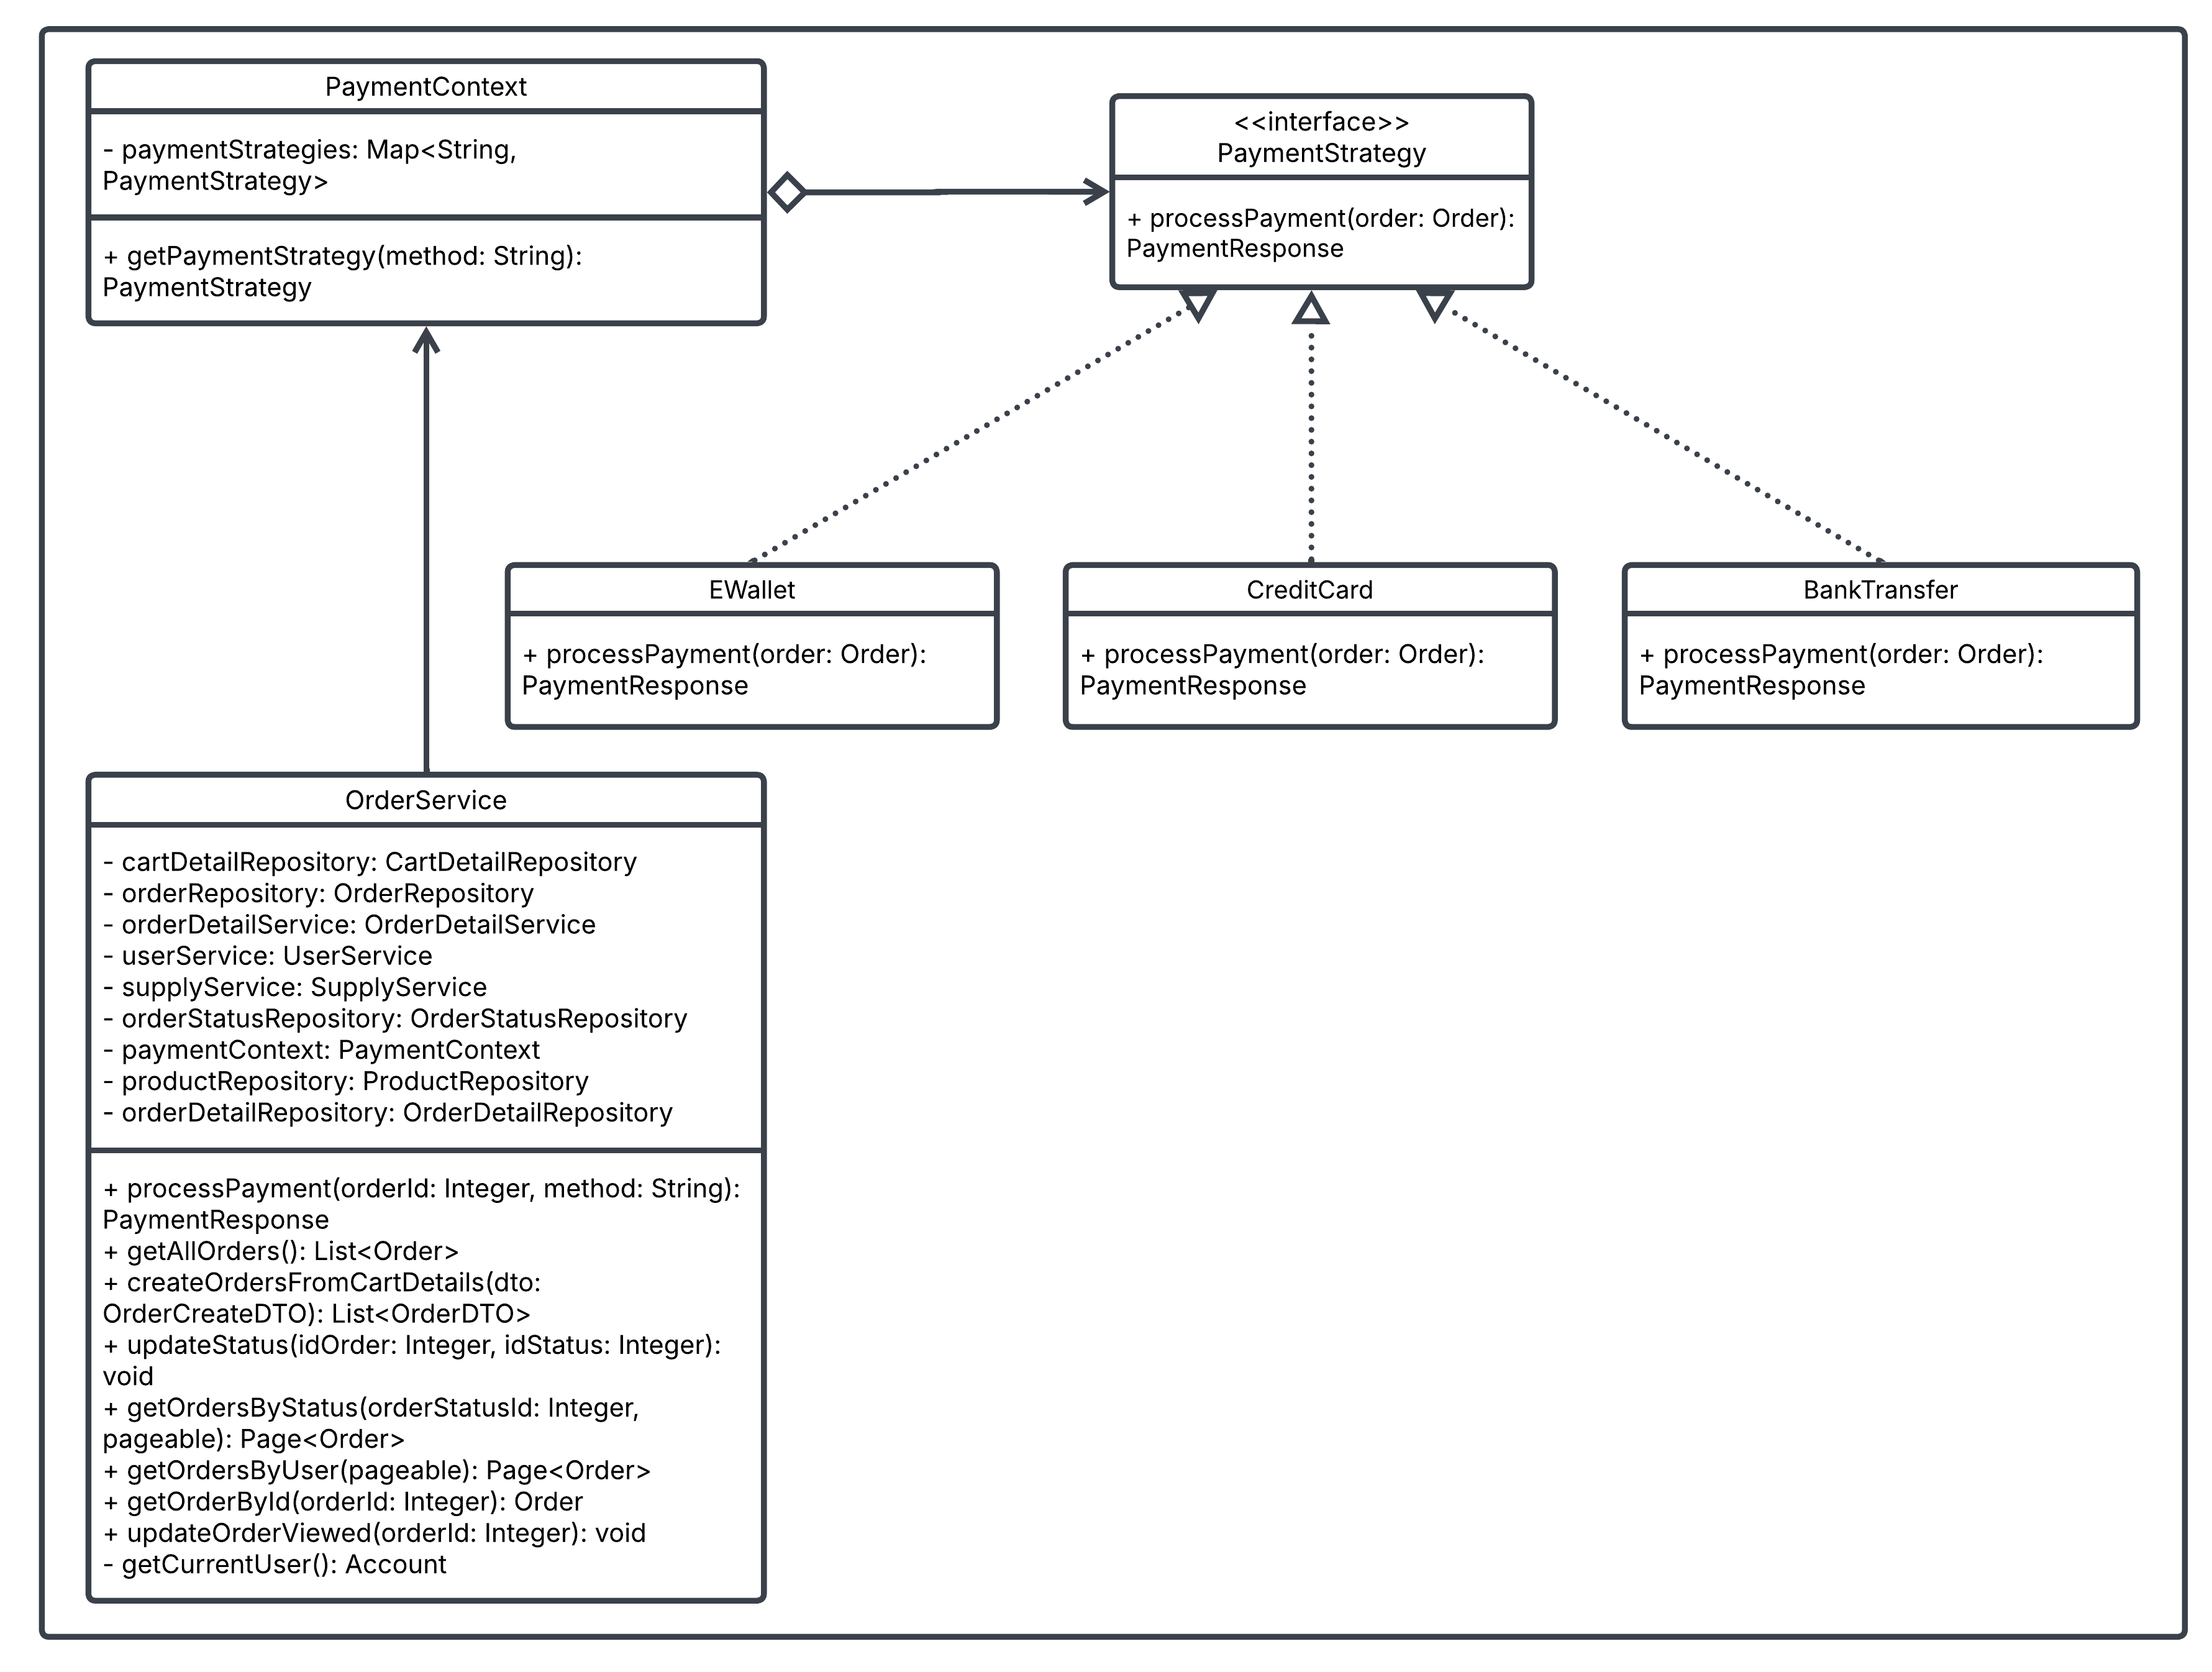 PaymentContext
- paymentStrategies: Map<String,
PaymentStrategy>
+ getPaymentStrategy(method: String):
PaymentStrategy
<<interface>>
PaymentStrategy
+ processPayment(order: Order):
PaymentResponse
EWallet
+ processPayment(order: Order):
PaymentResponse
CreditCard
+ processPayment(order: Order):
PaymentResponse
BankTransfer
+ processPayment(order: Order):
PaymentResponse
OrderService
- cartDetailRepository: CartDetailRepository
- orderRepository: OrderRepository
- orderDetailService: OrderDetailService
- userService: UserService
- supplyService: SupplyService
- orderStatusRepository: OrderStatusRepository
- paymentContext: PaymentContext
- productRepository: ProductRepository
- orderDetailRepository: OrderDetailRepository
+ processPayment(orderId: Integer, method: String):
PaymentResponse
+ getAllOrders(): List<Order>
+ createOrdersFromCartDetails(dto:
OrderCreateDTO): List<OrderDTO>
+ updateStatus(idOrder: Integer, idStatus: Integer):
void
+ getOrdersByStatus(orderStatusId: Integer,
pageable): Page<Order>
+ getOrdersByUser(pageable): Page<Order>
+ getOrderById(orderId: Integer): Order
+ updateOrderViewed(orderId: Integer): void
- getCurrentUser(): Account